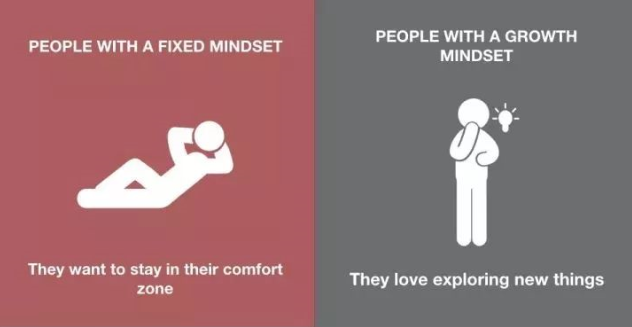 PEOPLE WITH A FIXED MINDSET
They want to stay in their comfort
zone
PEOPLE WITH A GROWTH
MINDSET
They love exploring new things